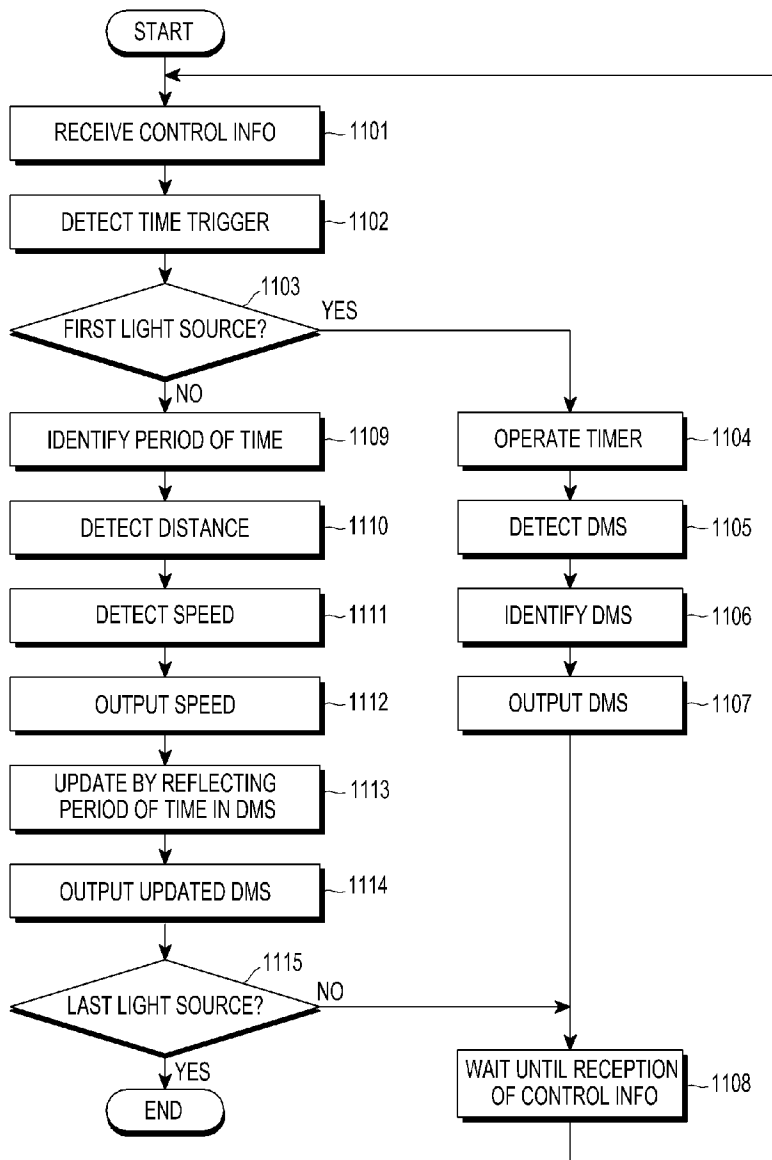 START
RECEIVE CONTROL INFO
1101
DETECT TIME TRIGGER
1102
1103
FIRST LIGHT SOURCE?
YES
NO
IDENTIFY PERIOD OF TIME
1109
OPERATE TIMER
1104
DETECT DISTANCE
1110
DETECT DMS
1105
DETECT SPEED
1111
IDENTIFY DMS
1106
OUTPUT SPEED
1112
OUTPUT DMS
1107
UPDATE BY REFLECTING
PERIOD OF TIME IN DMS
1113
OUTPUT UPDATED DMS
1114
1115
LAST LIGHT SOURCE?
NO
YES
WAIT UNTIL RECEPTION
OF CONTROL INFO
1108
END